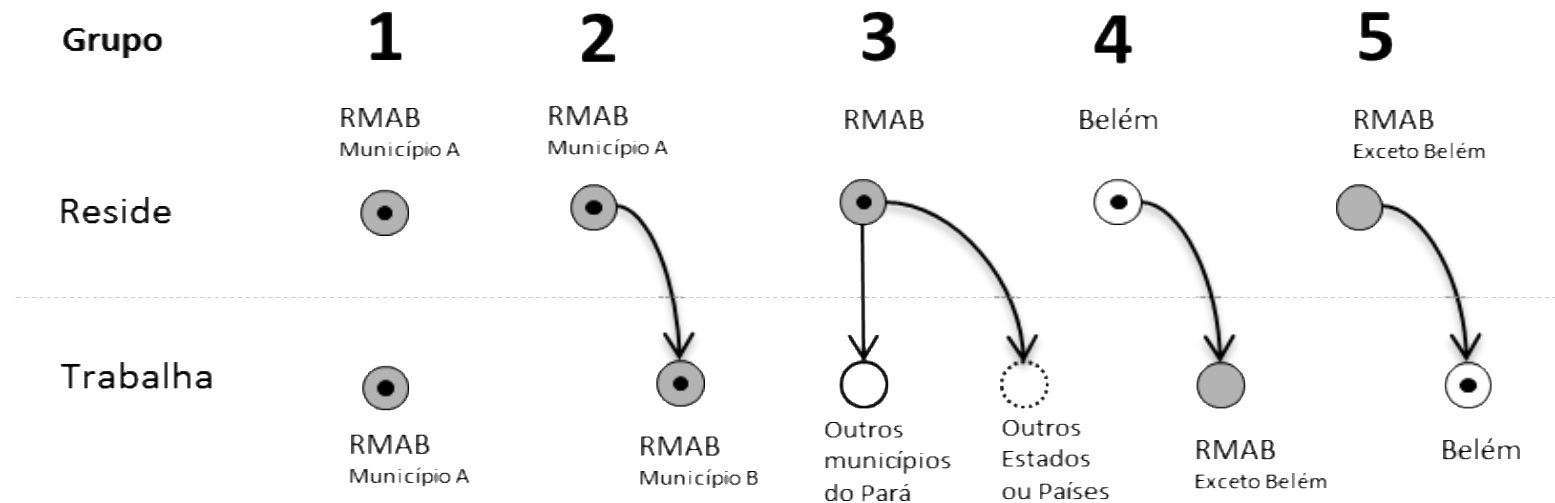 Grupo 1 2 3 4 5
RMAB RMAB RMAB Belém RMAB
Município A Município A Exceto Belém
Reside
Trabalha
RMAB
Município A
RMAB
Município B
Outros
municípios
do Pará
Outros
Estados
ou Países
RMAB
Exceto Belém
Belém